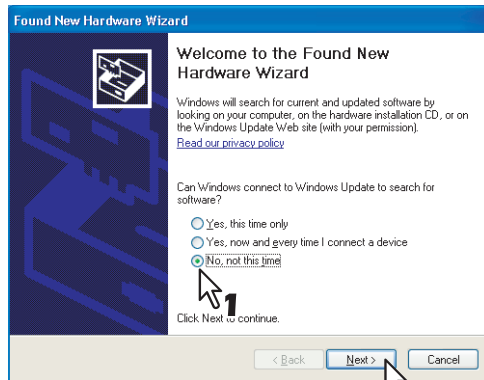 Found New Hardware Wizard
Welcome to the Found New
Hardware Wizard
Windows will search for current and updated software by
looking on your computer, on the hardware installation CD, or on
the Windows Update Web site (with your permission).
Read our privacy policy
Can Windows connect to Windows Update to search for
software?
Yes, this time only
Yes, now and every time I connect a device
No, not this time
1
Click Next to continue.
< Back
Next >
Cancel